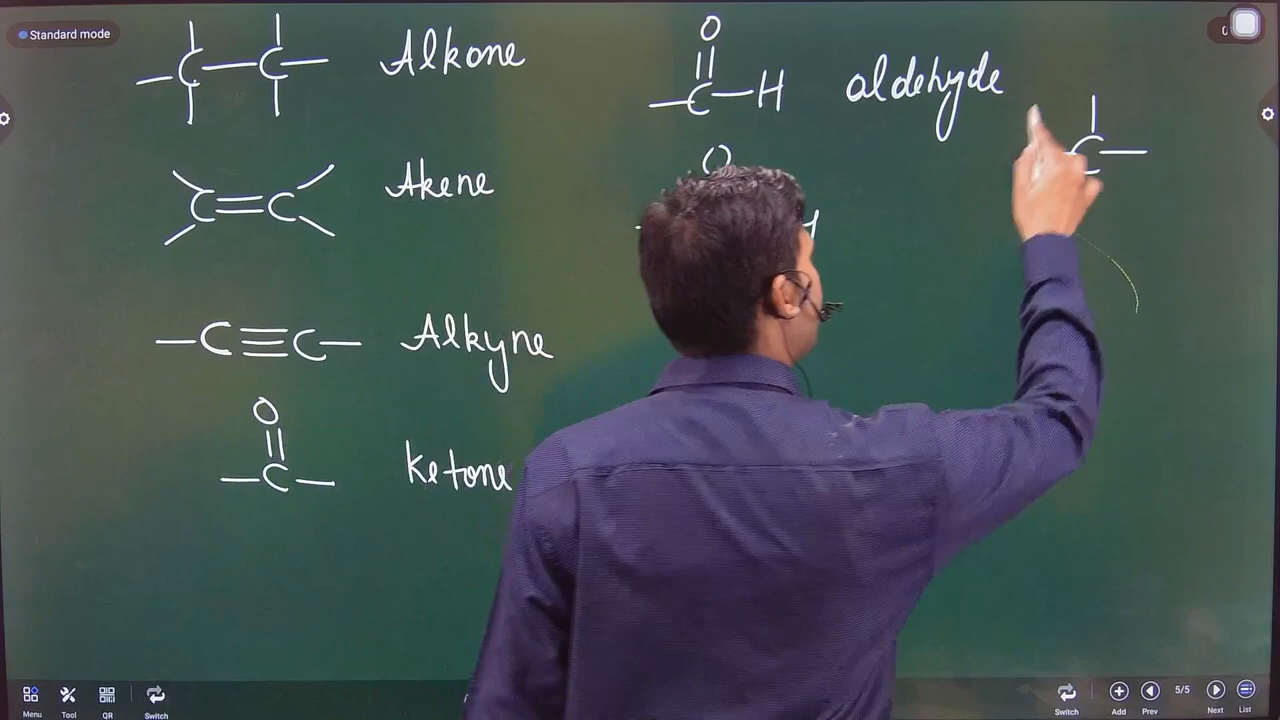 Standard mode
C C Alkane
O
C H aldehyde
C
C C Akene
O
C C Alkyne
O
C ketone
Menu Tool QR Switch
Switch Add Prev 5/5 Next List